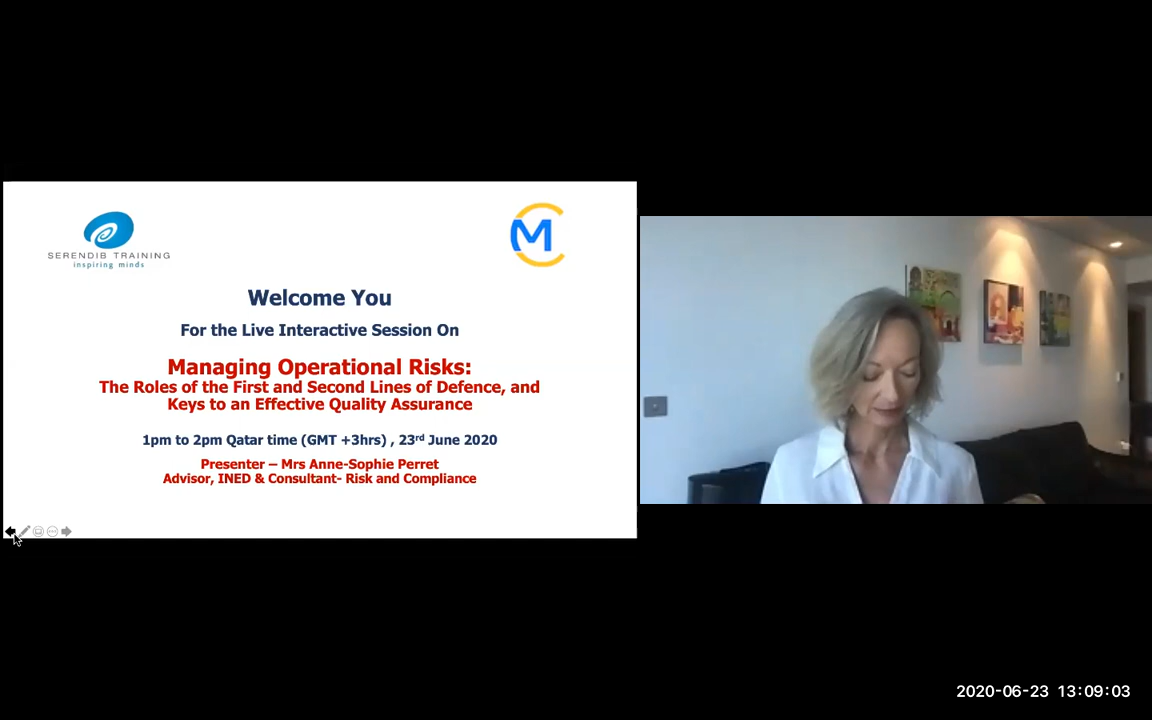 SERENDIB TRAINING
inspiring minds
M
Welcome You
For the Live Interactive Session On
Managing Operational Risks:
The Roles of the First and Second Lines of Defence, and
Keys to an Effective Quality Assurance
1pm to 2pm Qatar time (GMT +3hrs) , 23rd June 2020
Presenter – Mrs Anne-Sophie Perret
Advisor, INED & Consultant- Risk and Compliance
2020-06-23 13:09:03